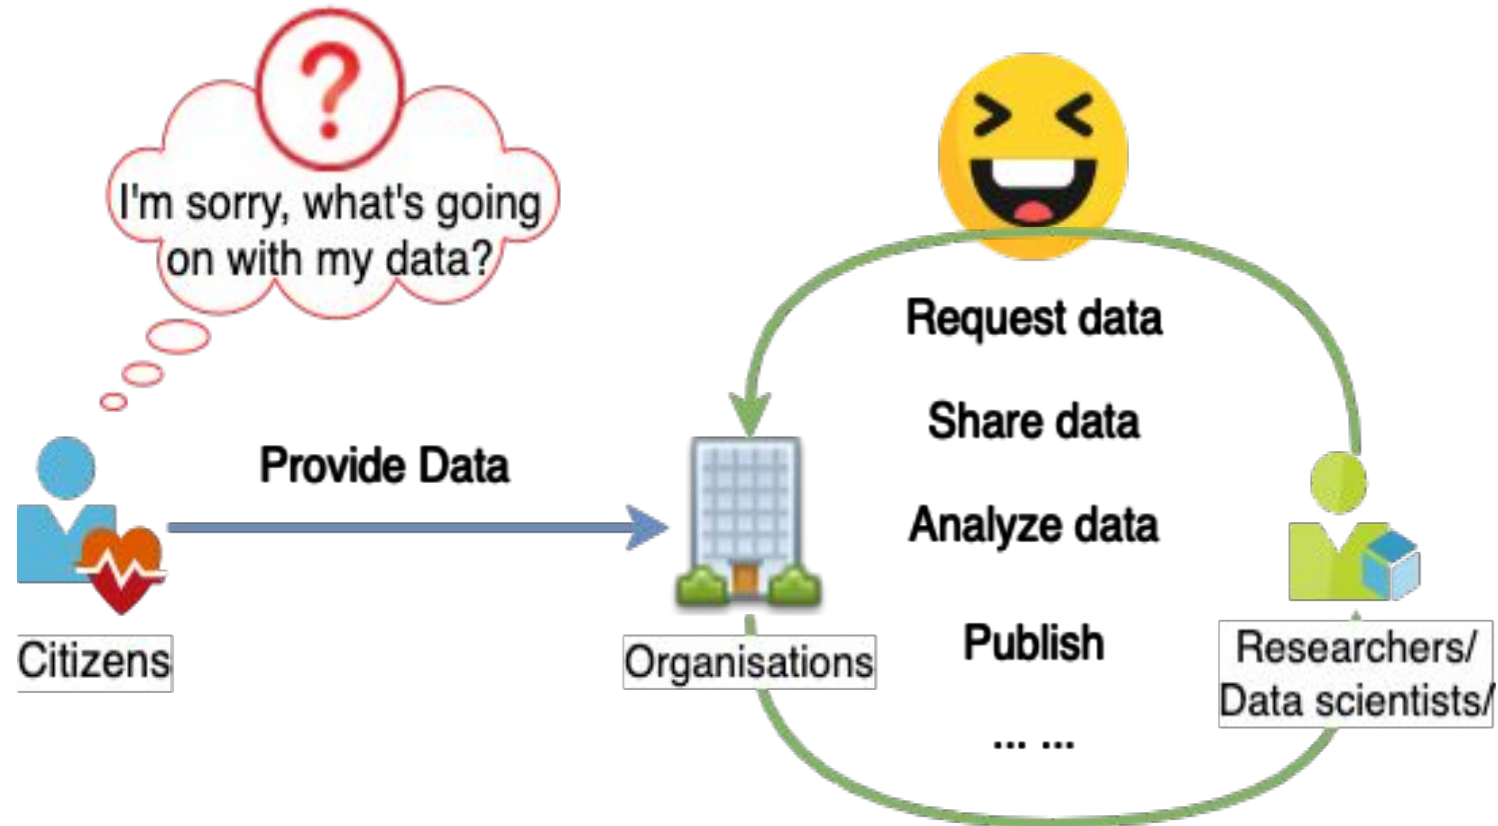 ?
I'm sorry, what's going
on with my data?
Provide Data
Citizens
Organisations
Request data
Share data
Analyze data
Publish
... ...
Researchers/
Data scientists/